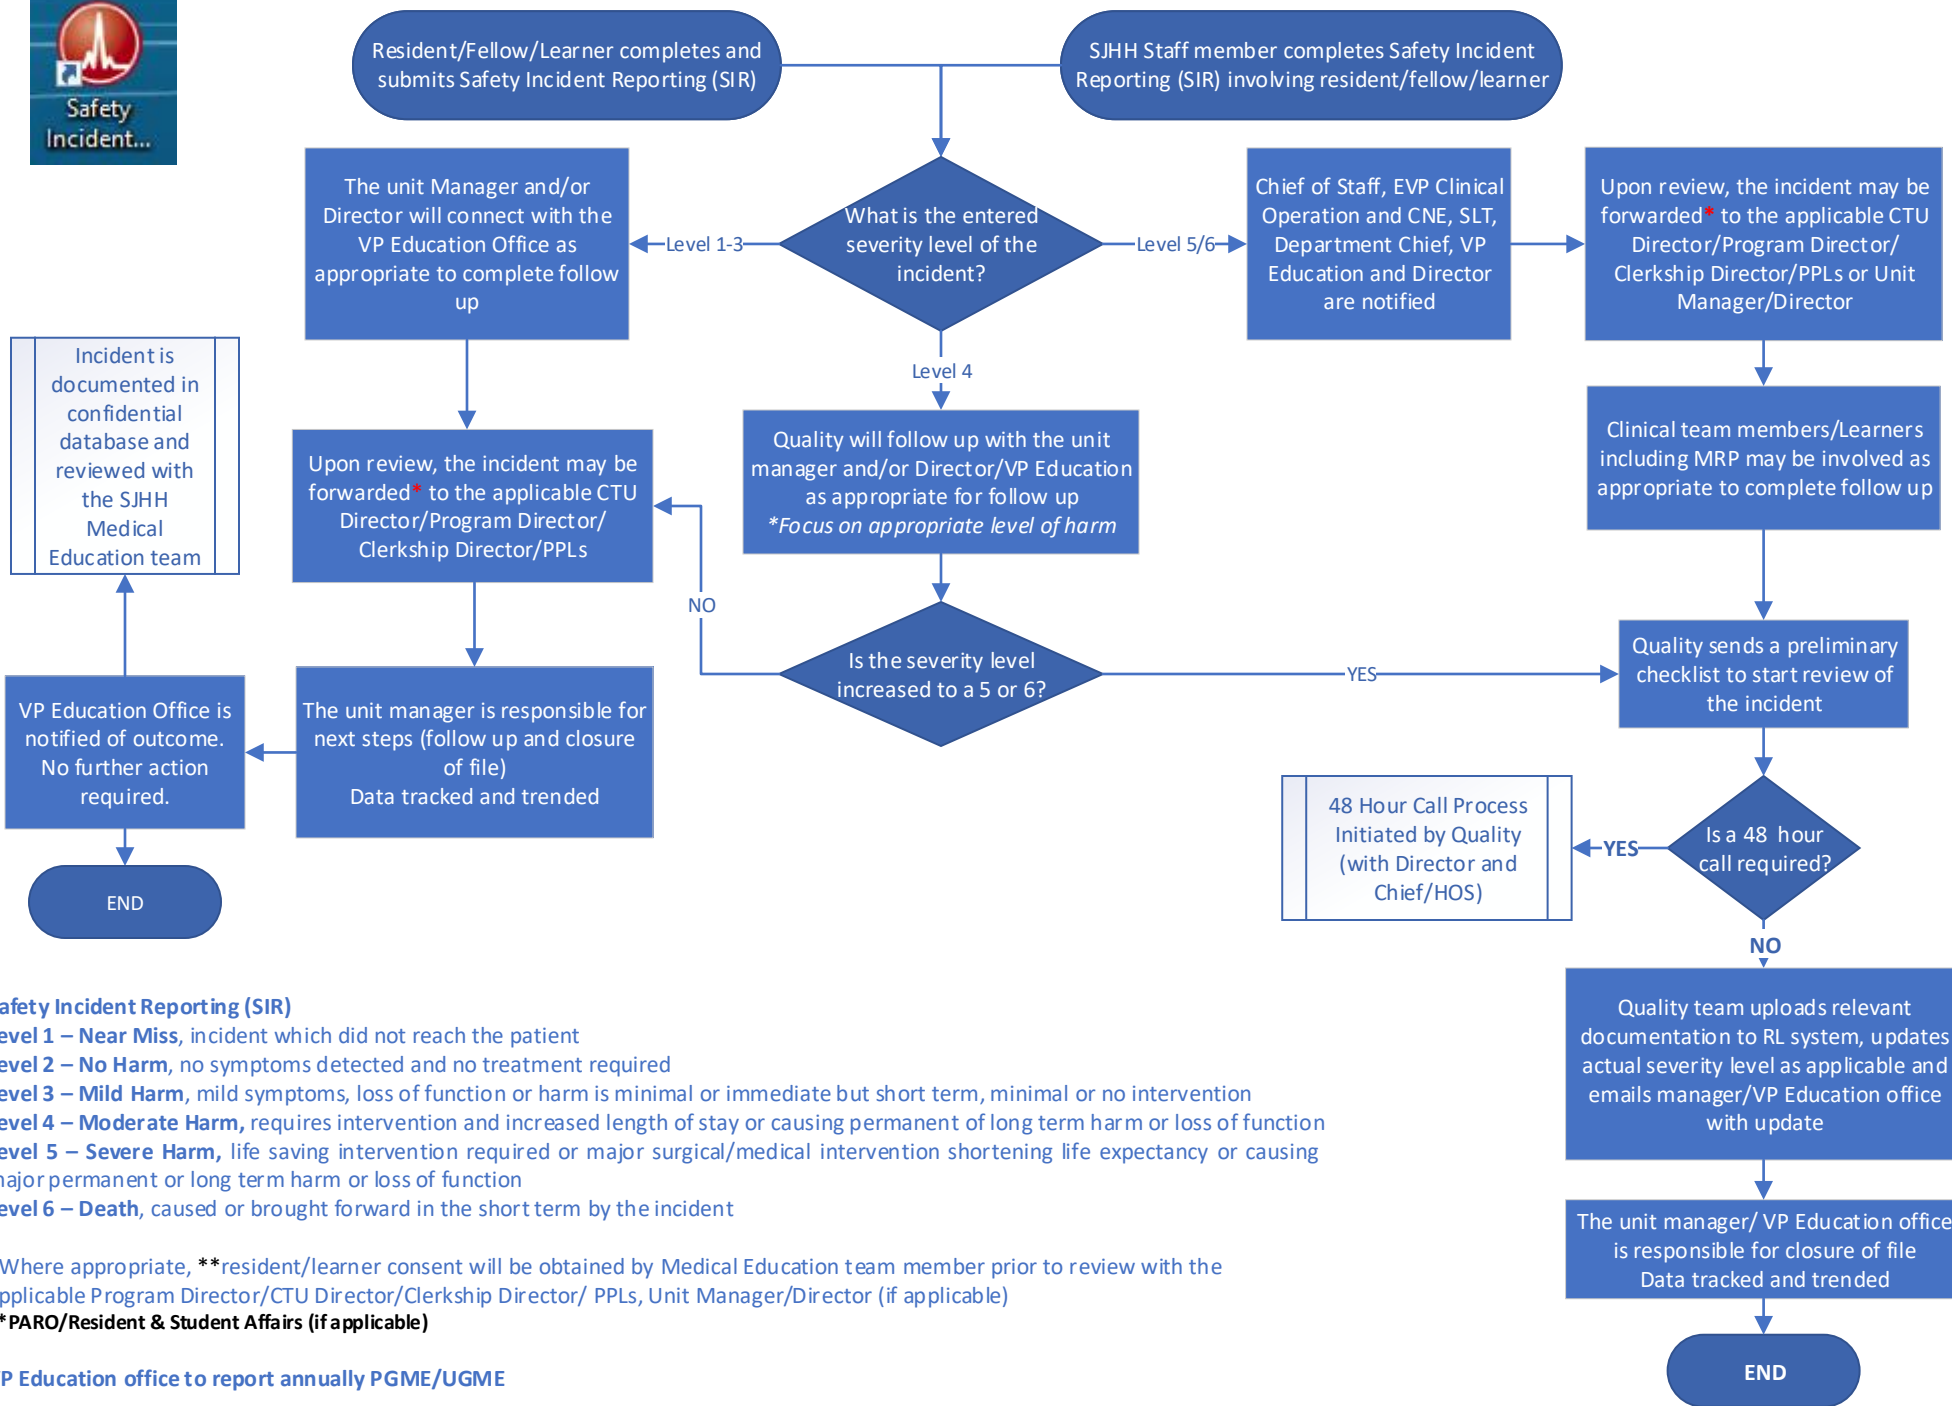 Safety
Incident...
Resident/Fellow/Learner completes and
submits Safety Incident Reporting (SIR)
SJHH Staff member completes Safety Incident
Reporting (SIR) involving resident/fellow/learner
The unit Manager and/or
Director will connect with the
VP Education Office as
appropriate to complete follow
up
Level 1-3
What is the entered
severity level of the
incident?
Level 5/6
Chief of Staff, EVP Clinical
Operation and CNE, SLT,
Department Chief, VP
Education and Director
are notified
Upon review, the incident may be
forwarded* to the applicable CTU
Director/Program Director/
Clerkship Director/PPLs or Unit
Manager/Director
Level 4
Incident is
documented in
confidential
database and
reviewed with
the SJHH
Medical
Education team
Upon review, the incident may be
forwarded* to the applicable CTU
Director/Program Director/
Clerkship Director/PPLs
Quality will follow up with the unit
manager and/or Director/VP Education
as appropriate for follow up
*Focus on appropriate level of harm
Clinical team members/Learners
including MRP may be involved as
appropriate to complete follow up
NO
Is the severity level
increased to a 5 or 6?
YES
Quality sends a preliminary
checklist to start review of
the incident
VP Education Office is
notified of outcome.
No further action
required.
The unit manager is responsible for
next steps (follow up and closure
of file)
Data tracked and trended
48 Hour Call Process
Initiated by Quality
(with Director and
Chief/HOS)
YES
Is a 48 hour
call required?
END
NO
Quality team uploads relevant
documentation to RL system, updates
actual severity level as applicable and
emails manager/VP Education office
with update
The unit manager/ VP Education office
is responsible for closure of file
Data tracked and trended
END
afety Incident Reporting (SIR)
evel 1 – Near Miss, incident which did not reach the patient
evel 2 – No Harm, no symptoms detected and no treatment required
evel 3 – Mild Harm, mild symptoms, loss of function or harm is minimal or immediate but short term, minimal or no intervention
evel 4 – Moderate Harm, requires intervention and increased length of stay or causing permanent of long term harm or loss of function
evel 5 – Severe Harm, life saving intervention required or major surgical/medical intervention shortening life expectancy or causing
ajor permanent or long term harm or loss of function
evel 6 – Death, caused or brought forward in the short term by the incident
Where appropriate, **resident/learner consent will be obtained by Medical Education team member prior to review with the
pplicable Program Director/CTU Director/Clerkship Director/ PPLs, Unit Manager/Director (if applicable)
*PARO/Resident & Student Affairs (if applicable)
P Education office to report annually PGME/UGME